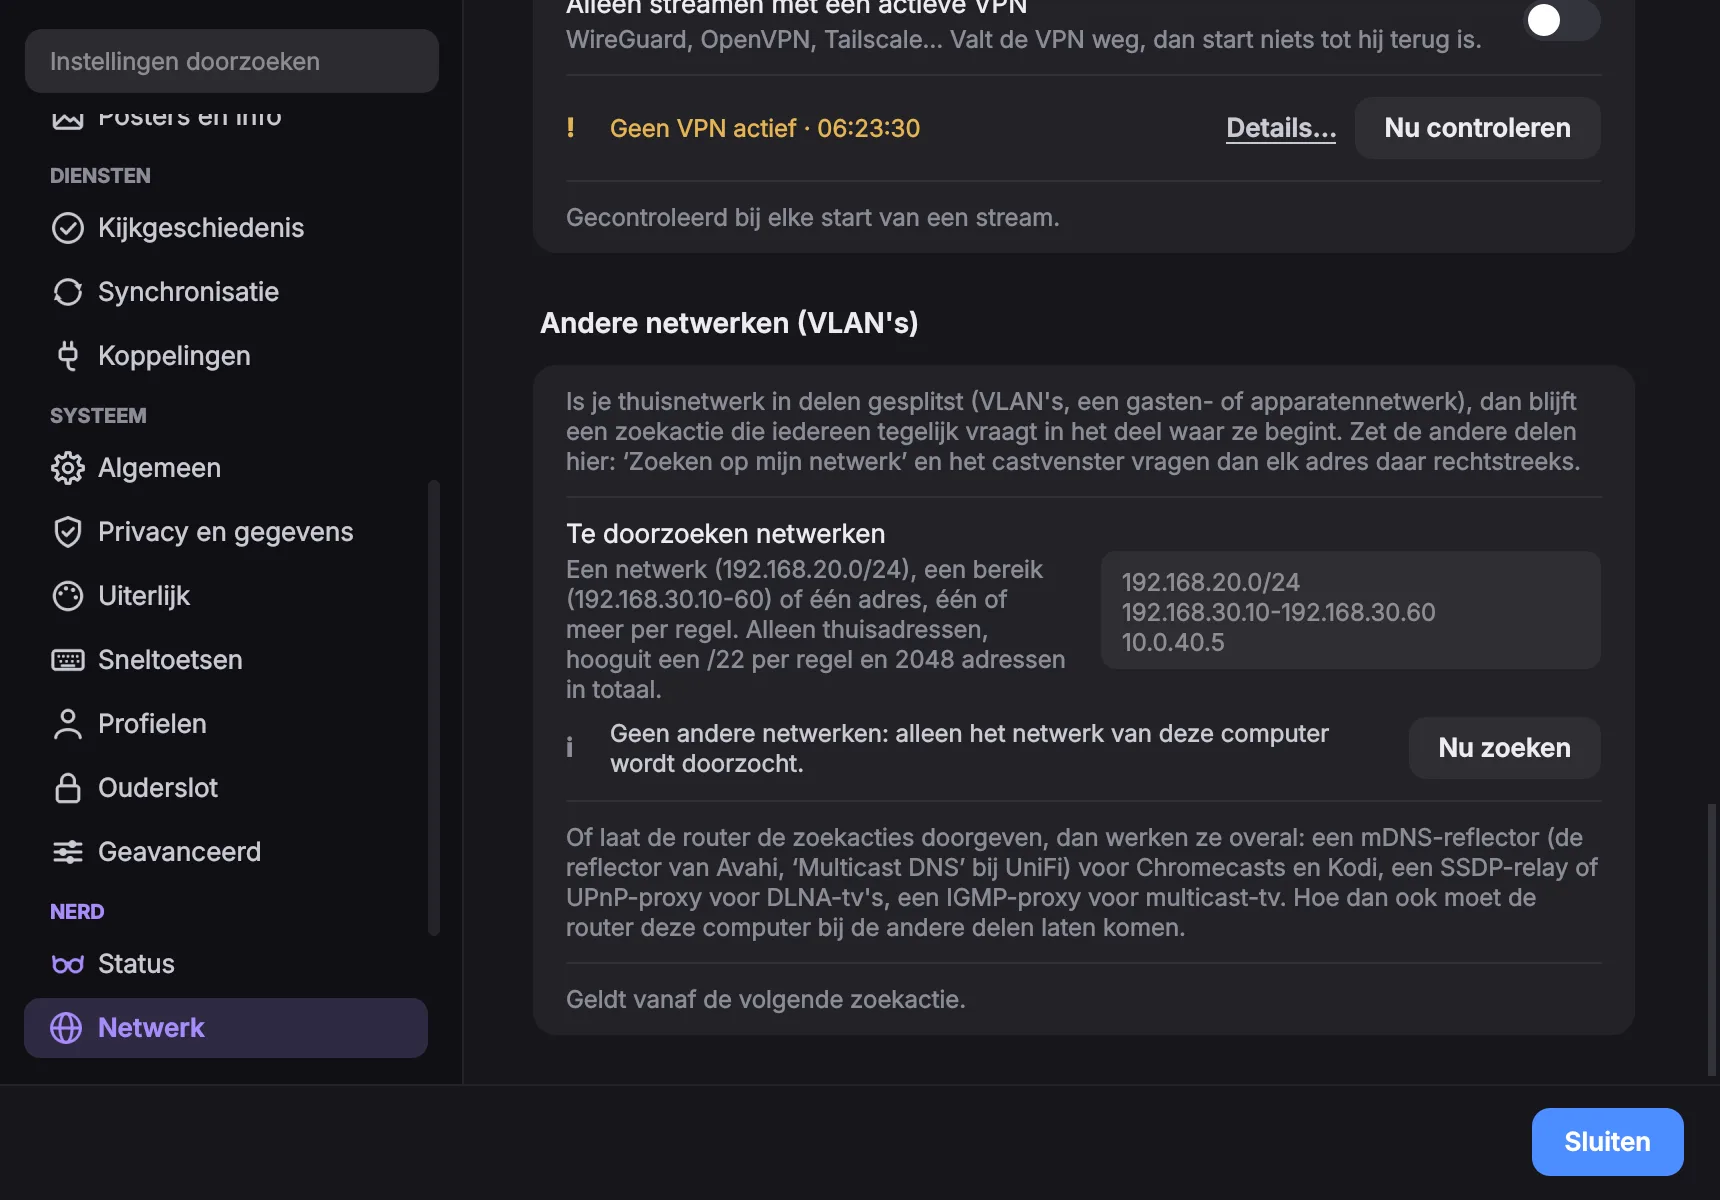 Instellingen doorzoeken
Posters en info
DIENSTEN
Kijkgeschiedenis
Synchronisatie
Koppelingen
SYSTEEM
Algemeen
Privacy en gegevens
Uiterlijk
Sneltoetsen
Profielen
Ouderslot
Geavanceerd
NERD
Status
Netwerk
Alleen streamen met een actieve VPN
WireGuard, OpenVPN, Tailscale... Valt de VPN weg, dan start niets tot hij terug is.
! Geen VPN actief · 06:23:30
Details...
Nu controleren
Gecontroleerd bij elke start van een stream.
Andere netwerken (VLAN's)
Is je thuisnetwerk in delen gesplitst (VLAN's, een gasten- of apparatennetwerk), dan blijft
een zoekactie die iedereen tegelijk vraagt in het deel waar ze begint. Zet de andere delen
hier: ‘Zoeken op mijn netwerk’ en het castvenster vragen dan elk adres daar rechtstreeks.
Te doorzoeken netwerken
Een netwerk (192.168.20.0/24), een bereik
(192.168.30.10-60) of één adres, één of
meer per regel. Alleen thuisadressen,
hooguit een /22 per regel en 2048 adressen
in totaal.
192.168.20.0/24
192.168.30.10-192.168.30.60
10.0.40.5
i Geen andere netwerken: alleen het netwerk van deze computer
wordt doorzocht.
Nu zoeken
Of laat de router de zoekacties doorgeven, dan werken ze overal: een mDNS-reflector (de
reflector van Avahi, ‘Multicast DNS’ bij UniFi) voor Chromecasts en Kodi, een SSDP-relay of
UPnP-proxy voor DLNA-tv's, een IGMP-proxy voor multicast-tv. Hoe dan ook moet de
router deze computer bij de andere delen laten komen.
Geldt vanaf de volgende zoekactie.
Sluiten